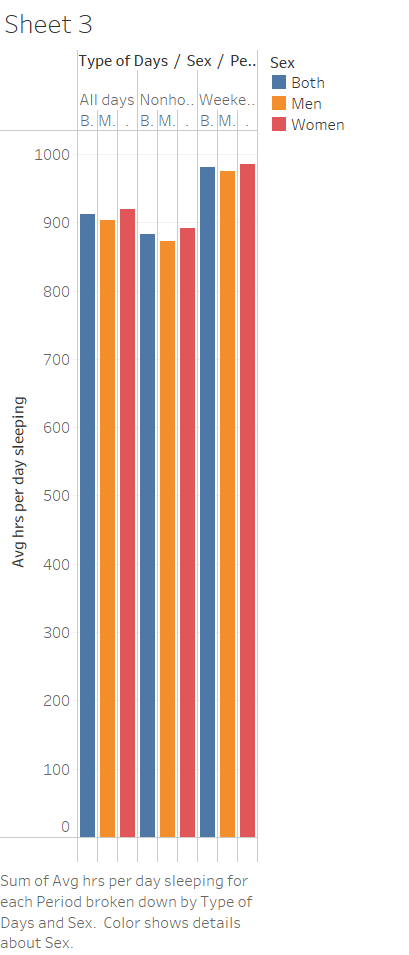 Sheet 3
Type of Days / Sex / Pe..
Sex
Both
Men
Women
All days Nonho.. Weeke..
B. M. . B. M. . B. M. .
1000
900
800
700
600
500
400
300
200
100
0
Avg hrs per day sleeping
Sum of Avg hrs per day sleeping for
each Period broken down by Type of
Days and Sex. Color shows details
about Sex.